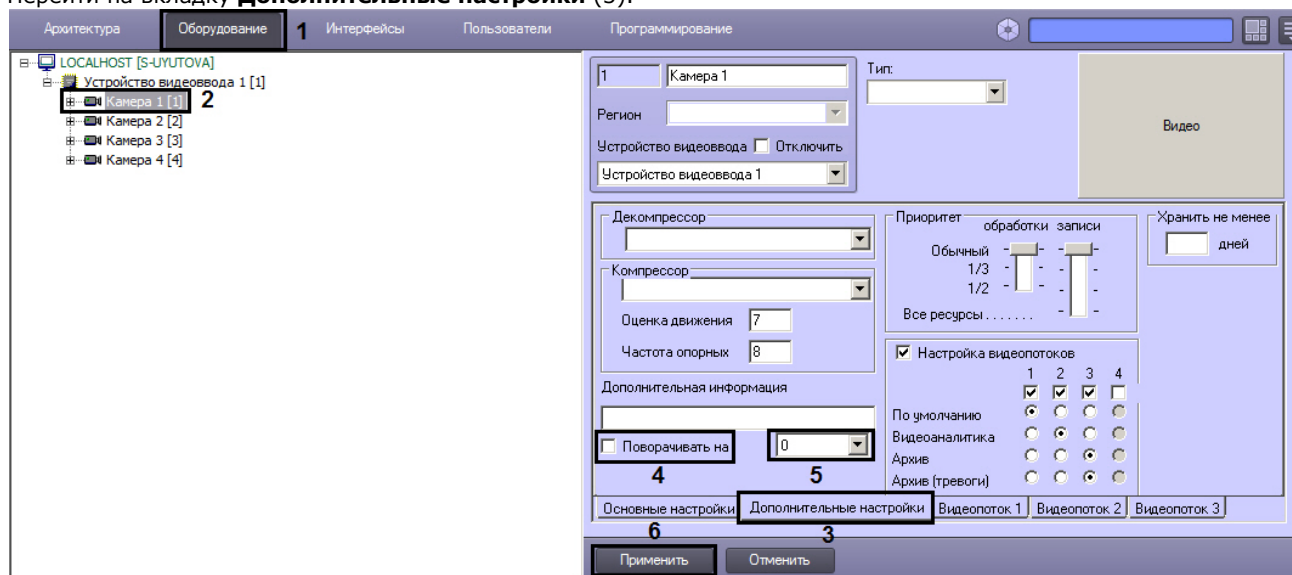 перейти на вкладку Дополнительные настройки (3).
Архитектура Оборудование 1 Интерфейсы Пользователи Программирование
LOCALHOST [S-UYUTOVA]
Устройство видеоввода 1 [1]
Камера 1 [1] 2
Камера 2 [2]
Камера 3 [3]
Камера 4 [4]
1 Камера 1
Тип:
Регион
Устройство видеоввода Отключить
Устройство видеоввода 1
Видео
Декомпрессор
Компрессор
Оценка движения 7
Частота опорных 8
Дополнительная информация
Поворачивать на 0
4 5
Приоритет
обработки записи
Обычный
1/3
1/2
Все ресурсы . . . . . . .
Хранить не менее
дней
Настройка видеопотоков
1 2 3 4
По умолчанию
Видеоаналитика
Архив
Архив (тревоги)
Основные настройки Дополнительные настройки Видеопоток 1 Видеопоток 2 Видеопоток 3
6 3
Применить Отменить